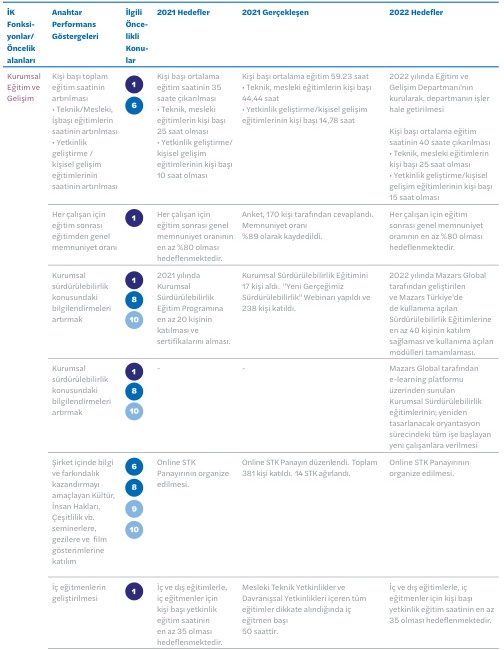 İK
Fonksi-
yonlar/
Öncelik
alanları
Anahtar
Performans
Göstergeleri
İlgili
Önce-
likli
Konu-
lar
2021 Hedefler
2021 Gerçekleşen
2022 Hedefler
Kurumsal
Eğitim ve
Gelişim
Kişi başı toplam
eğitim saatinin
artırılması
• Teknik/Mesleki,
İşbaşı eğitimlerin
saatinin artırılması
• Yetkinlik
geliştirme /
kişisel gelişim
eğitimlerinin
saatinin artırılması
1
6
Kişi başı ortalama
eğitim saatinin 35
saate çıkarılması
• Teknik, mesleki
eğitimlerin kişi başı
25 saat olması
• Yetkinlik geliştirme/
kişisel gelişim
eğitimlerinin kişi başı
10 saat olması
Kişi başı ortalama eğitim 59.23 saat
• Teknik, mesleki eğitimlerin kişi başı
44,44 saat
• Yetkinlik geliştirme/kişisel gelişim
eğitimlerinin kişi başı 14,78 saat
2022 yılında Eğitim ve
Gelişim Departmanı'nın
kurularak, departmanın işler
hale getirilmesi
Kişi başı ortalama eğitim
saatinin 40 saate çıkarılması
• Teknik, mesleki eğitimlerin
kişi başı 25 saat olması
• Yetkinlik geliştirme/kişisel
gelişim eğitimlerinin kişi başı
15 saat olması
Her çalışan için
eğitim sonrası
eğitimden genel
memnuniyet oranı
1
Her çalışan için
eğitim sonrası genel
memnuniyet oranının
en az %80 olması
hedeflenmektedir.
Anket, 170 kişi tarafından cevaplandı.
Memnuniyet oranı
%89 olarak kaydedildi.
Her çalışan için eğitim
sonrası genel memnuniyet
oranının en az %80 olması
hedeflenmektedir.
Kurumsal
sürdürülebilirlik
konusundaki
bilgilendirmeleri
artırmak
1
8
10
2021 yılında
Kurumsal
Sürdürülebilirlik
Eğitim Programına
en az 20 kişinin
katılması ve
sertifikalarını alması.
Kurumsal Sürdürülebilirlik Eğitimini
17 kişi aldı. "Yeni Gerçeğimiz
Sürdürülebilirlik" Webinarı yapıldı ve
238 kişi katıldı.
2022 yılında Mazars Global
tarafından geliştirilen
ve Mazars Türkiye'de
de kullanıma açılan
Sürdürülebilirlik Eğitimlerine
en az 40 kişinin katılım
sağlaması ve kullanıma açılan
modülleri tamamlaması.
Kurumsal
sürdürülebilirlik
konusundaki
bilgilendirmeleri
artırmak
1
8
10
-
-
Mazars Global tarafından
e-learning platformu
üzerinden sunulan
Kurumsal Sürdürülebilirlik
eğitimlerinin; yeniden
tasarlanacak oryantasyon
sürecindeki tüm işe başlayan
yeni çalışanlara verilmesi
Şirket içinde bilgi
ve farkındalık
kazandırmayı
amaçlayan Kültür,
İnsan Hakları,
Çeşitlilik vb.
seminerlere,
gezilere ve film
gösterimlerine
katılım
6
8
9
10
Online STK
Panayırının organize
edilmesi.
Online STK Panayırı düzenlendi. Toplam
381 kişi katıldı. 14 STK ağırlandı.
Online STK Panayırının
organize edilmesi.
İç eğitmenlerin
geliştirilmesi
1
İç ve dış eğitimlerle,
iç eğitmenler için
kişi başı yetkinlik
eğitim saatinin
en az 35 olması
hedeflenmektedir.
Mesleki Teknik Yetkinlikler ve
Davranışsal Yetkinlikleri içeren tüm
eğitimler dikkate alındığında iç
eğitmen başı
50 saattir.
İç ve dış eğitimlerle, iç
eğitmenler için kişi başı
yetkinlik eğitim saatinin en az
35 olması hedeflenmektedir.